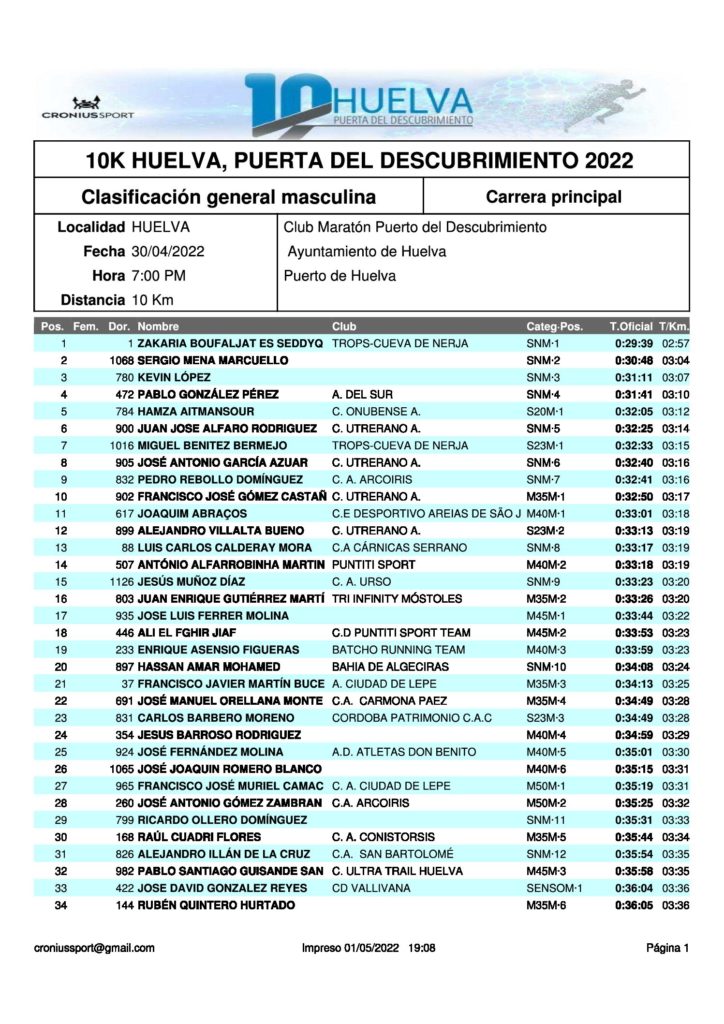 CRONIUSSPORT
10 HUELVA
PUERTA DEL DESCUBRIMIENTO
10K HUELVA, PUERTA DEL DESCUBRIMIENTO 2022
Clasificación general masculina Carrera principal
Localidad HUELVA Club Maratón Puerto del Descubrimiento
Fecha 30/04/2022 Ayuntamiento de Huelva
Hora 7:00 PM Puerto de Huelva
Distancia 10 Km
Pos. Fem. Dor. Nombre Club Categ·Pos. T.Oficial T/Km.
1 1 ZAKARIA BOUFALJAT ES SEDDYQ TROPS-CUEVA DE NERJA SNM·1 0:29:39 02:57
2 1068 SERGIO MENA MARCUELLO SNM·2 0:30:48 03:04
3 780 KEVIN LÓPEZ SNM·3 0:31:11 03:07
4 472 PABLO GONZÁLEZ PÉREZ A. DEL SUR SNM·4 0:31:41 03:10
5 784 HAMZA AITMANSOUR C. ONUBENSE A. S20M·1 0:32:05 03:12
6 900 JUAN JOSE ALFARO RODRIGUEZ C. UTRERANO A. SNM·5 0:32:25 03:14
7 1016 MIGUEL BENITEZ BERMEJO TROPS-CUEVA DE NERJA S23M·1 0:32:33 03:15
8 905 JOSÉ ANTONIO GARCÍA AZUAR C. UTRERANO A. SNM·6 0:32:40 03:16
9 832 PEDRO REBOLLO DOMÍNGUEZ C. A. ARCOIRIS SNM·7 0:32:41 03:16
10 902 FRANCISCO JOSÉ GÓMEZ CASTAÑ C. UTRERANO A. M35M·1 0:32:50 03:17
11 617 JOAQUIM ABRAÇOS C.E DESPORTIVO AREIAS DE SÃO J M40M·1 0:33:01 03:18
12 899 ALEJANDRO VILLALTA BUENO C. UTRERANO A. S23M·2 0:33:13 03:19
13 88 LUIS CARLOS CALDERAY MORA C.A CÁRNICAS SERRANO SNM·8 0:33:17 03:19
14 507 ANTÓNIO ALFARROBINHA MARTIN PUNTITI SPORT M40M·2 0:33:18 03:19
15 1126 JESÚS MUÑOZ DÍAZ C. A. URSO SNM·9 0:33:23 03:20
16 803 JUAN ENRIQUE GUTIÉRREZ MARTÍ TRI INFINITY MÓSTOLES M35M·2 0:33:26 03:20
17 935 JOSE LUIS FERRER MOLINA M45M·1 0:33:44 03:22
18 446 ALI EL FGHIR JIAF C.D PUNTITI SPORT TEAM M45M·2 0:33:53 03:23
19 233 ENRIQUE ASENSIO FIGUERAS BATCHO RUNNING TEAM M40M·3 0:33:59 03:23
20 897 HASSAN AMAR MOHAMED BAHIA DE ALGECIRAS SNM·10 0:34:08 03:24
21 37 FRANCISCO JAVIER MARTÍN BUCE A. CIUDAD DE LEPE M35M·3 0:34:13 03:25
22 691 JOSÉ MANUEL ORELLANA MONTE C.A. CARMONA PAEZ M35M·4 0:34:49 03:28
23 831 CARLOS BARBERO MORENO CORDOBA PATRIMONIO C.A.C S23M·3 0:34:49 03:28
24 354 JESUS BARROSO RODRIGUEZ M40M·4 0:34:59 03:29
25 924 JOSÉ FERNÁNDEZ MOLINA A.D. ATLETAS DON BENITO M40M·5 0:35:01 03:30
26 1065 JOSÉ JOAQUIN ROMERO BLANCO M40M·6 0:35:15 03:31
27 965 FRANCISCO JOSÉ MURIEL CAMAC C. A. CIUDAD DE LEPE M50M·1 0:35:19 03:31
28 260 JOSÉ ANTONIO GÓMEZ ZAMBRAN C.A. ARCOIRIS M50M·2 0:35:25 03:32
29 799 RICARDO OLLERO DOMÍNGUEZ SNM·11 0:35:31 03:33
30 168 RAÚL CUADRI FLORES C. A. CONISTORSIS M35M·5 0:35:44 03:34
31 826 ALEJANDRO ILLÁN DE LA CRUZ C.A. SAN BARTOLOMÉ SNM·12 0:35:54 03:35
32 982 PABLO SANTIAGO GUISANDE SAN C. ULTRA TRAIL HUELVA M45M·3 0:35:58 03:35
33 422 JOSE DAVID GONZALEZ REYES CD VALLIVANA SENSOM·1 0:36:04 03:36
34 144 RUBÉN QUINTERO HURTADO M35M·6 0:36:05 03:36
croniussport@gmail.com Impreso 01/05/2022 19:08 Página 1